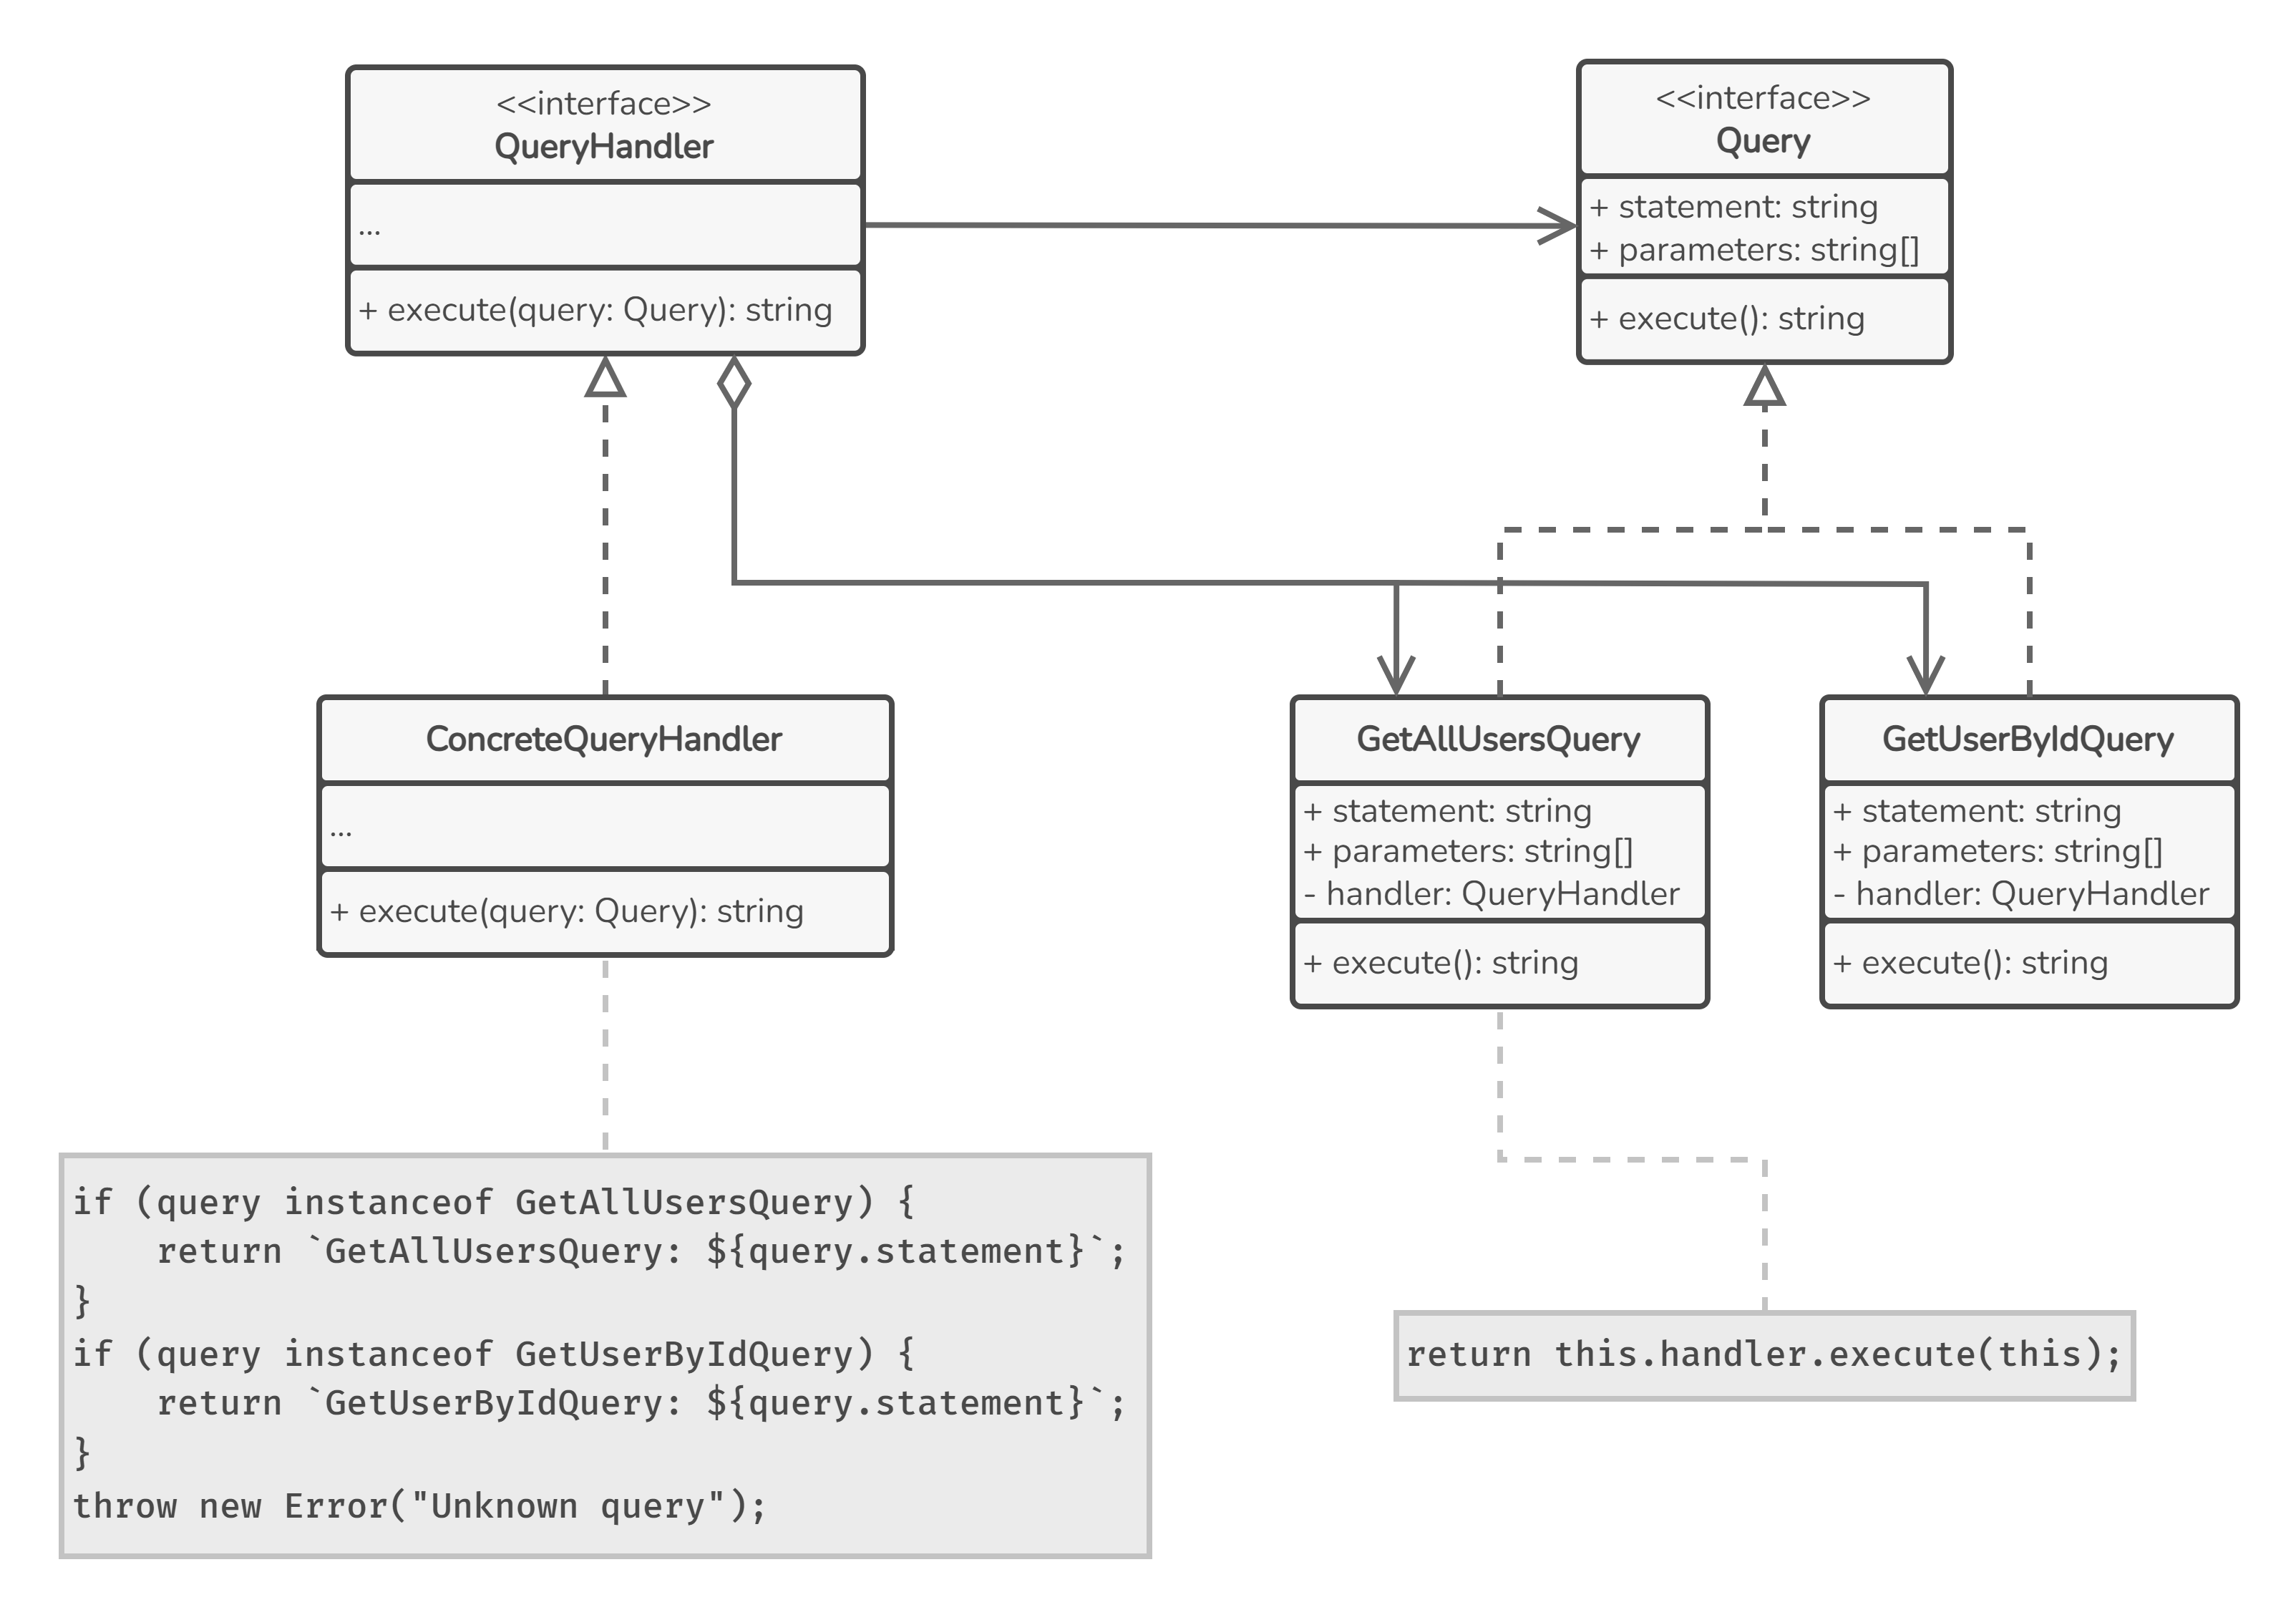 <<interface>>
QueryHandler
...
+ execute(query: Query): string
<<interface>>
Query
+ statement: string
+ parameters: string[]
+ execute(): string
ConcreteQueryHandler
...
+ execute(query: Query): string
GetAllUsersQuery
+ statement: string
+ parameters: string[]
- handler: QueryHandler
+ execute(): string
GetUserByIdQuery
+ statement: string
+ parameters: string[]
- handler: QueryHandler
+ execute(): string
if (query instanceof GetAllUsersQuery) {
    return `GetAllUsersQuery: ${query.statement}`;
}
if (query instanceof GetUserByIdQuery) {
    return `GetUserByIdQuery: ${query.statement}`;
}
throw new Error("Unknown query");
return this.handler.execute(this);